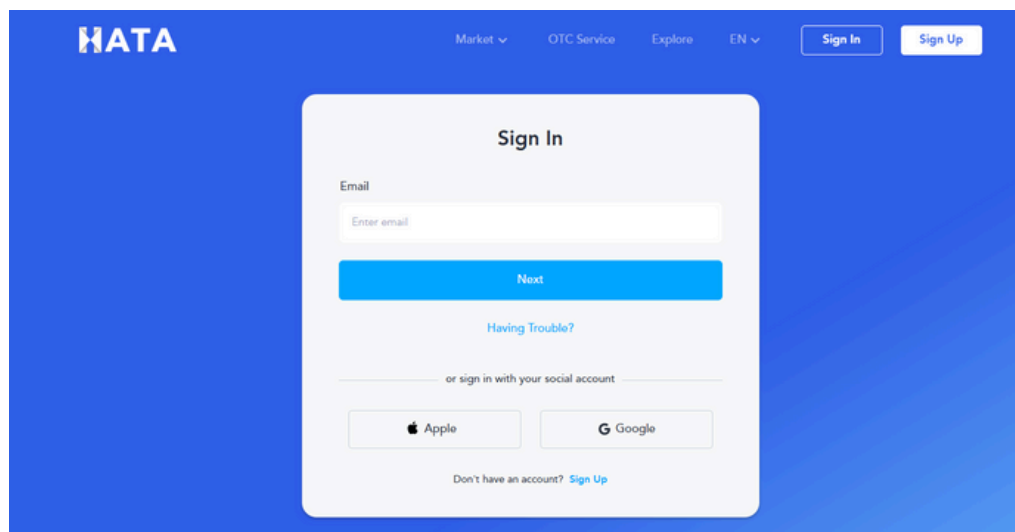 HATA
Market OTC Service Explore EN Sign In Sign Up
Sign In
Email
Enter email
Next
Having Trouble?
or sign in with your social account
Apple Google
Don't have an account? Sign Up